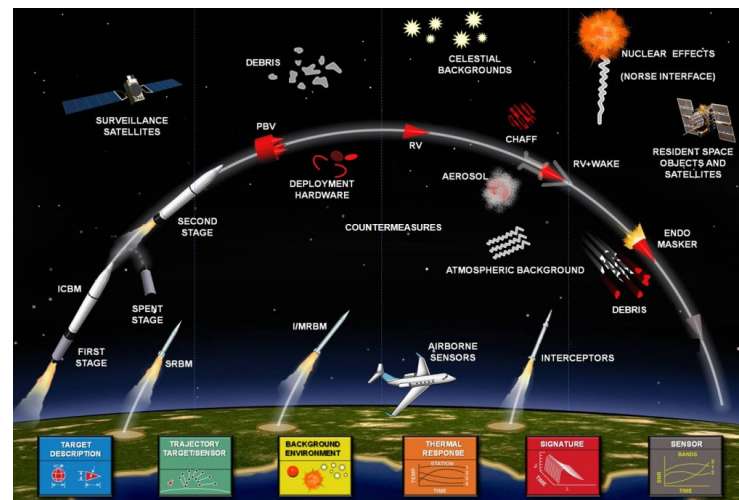 NUCLEAR EFFECTS
(NORSE INTERFACE)
CELESTIAL
BACKGROUNDS
DEBRIS
SURVEILLANCE
SATELLITES
PBV
RV
CHAFF
RESIDENT SPACE
OBJECTS AND
SATELLITES
RV+WAKE
AEROSOL
DEPLOYMENT
HARDWARE
SECOND
STAGE
COUNTERMEASURES
ENDO
MASKER
ATMOSPHERIC BACKGROUND
ICBM
SPENT
STAGE
DEBRIS
I/MRBM
FIRST
STAGE
SRBM
AIRBORNE
SENSORS
INTERCEPTORS
TARGET
DESCRIPTION
TRAJECTORY
TARGET/SENSOR
BACKGROUND
ENVIRONMENT
THERMAL
RESPONSE
STATION
TEMP
TIME
SIGNATURE
TIME
SENSOR
BANDS
SNR
TIME